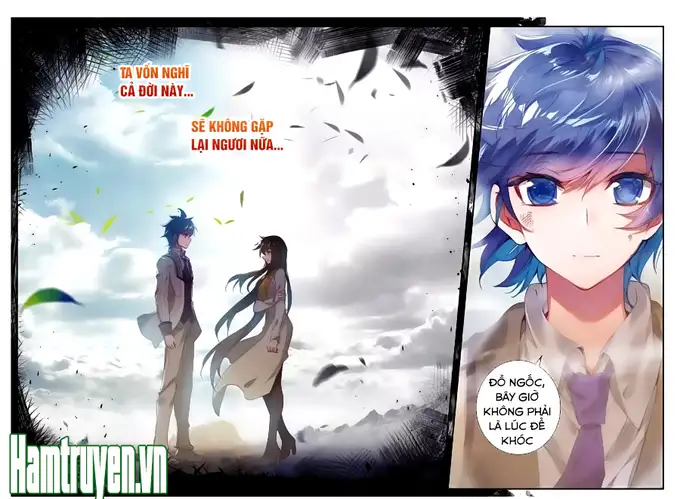 TA VỐN NGHĨ
CẢ ĐỜI NÀY...
SẼ KHÔNG GẶP
LẠI NGƯƠI NỮA...
ĐỒ NGỐC,
BÂY GIỜ
KHÔNG PHẢI
LÀ LÚC ĐỂ
KHÓC
Hamtruyen.vn